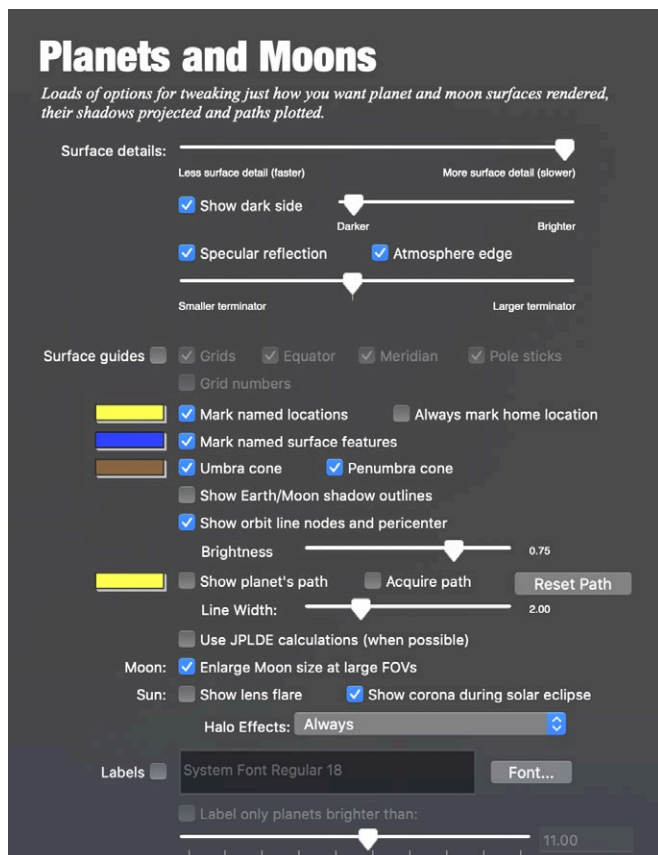 Planets and Moons
Loads of options for tweaking just how you want planet and moon surfaces rendered,
their shadows projected and paths plotted.
Surface details:
Less surface detail (faster) More surface detail (slower)
Show dark side
Darker Brighter
Specular reflection Atmosphere edge
Smaller terminator Larger terminator
Surface guides Grids Equator Meridian Pole sticks
Grid numbers
Mark named locations Always mark home location
Mark named surface features
Umbra cone Penumbra cone
Show Earth/Moon shadow outlines
Show orbit line nodes and pericenter
Brightness 0.75
Show planet's path Acquire path Reset Path
Line Width: 2.00
Use JPLDE calculations (when possible)
Moon: Enlarge Moon size at large FOVs
Sun: Show lens flare Show corona during solar eclipse
Halo Effects: Always
Labels System Font Regular 18 Font...
Label only planets brighter than:
11.00